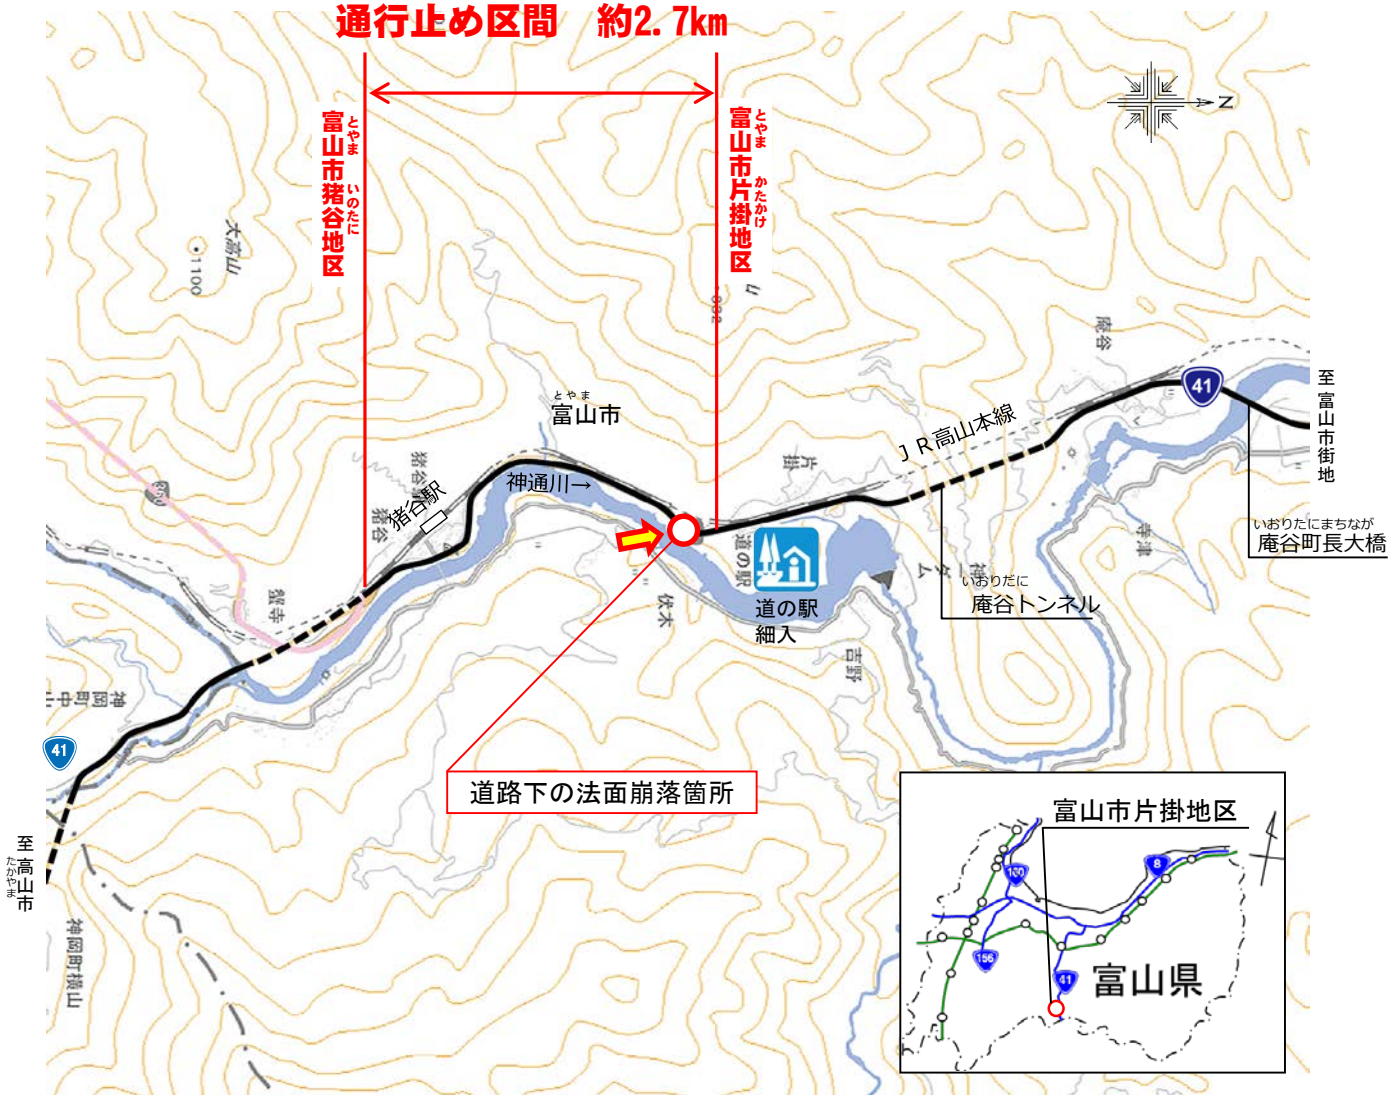 通行止め区間　約2.7km
とやま　いのたに
富山市猪谷地区
とやま　かたかけ
富山市片掛地区
N
大高山
1100
庵谷
41
至 富山市街地
とやま
富山市
ＪＲ高山本線
片掛
猪谷駅
猪谷
神通川→
道の駅
道の駅
細入
いおりたにまちなが
庵谷町長大橋
寺津
いおりだに
庵谷トンネル
蟹寺
伏木
吉野
神岡町中山
41
道路下の法面崩落箇所
至 高山市
たかやま
神岡町横山
富山市片掛地区
160
8
156
41
富山県